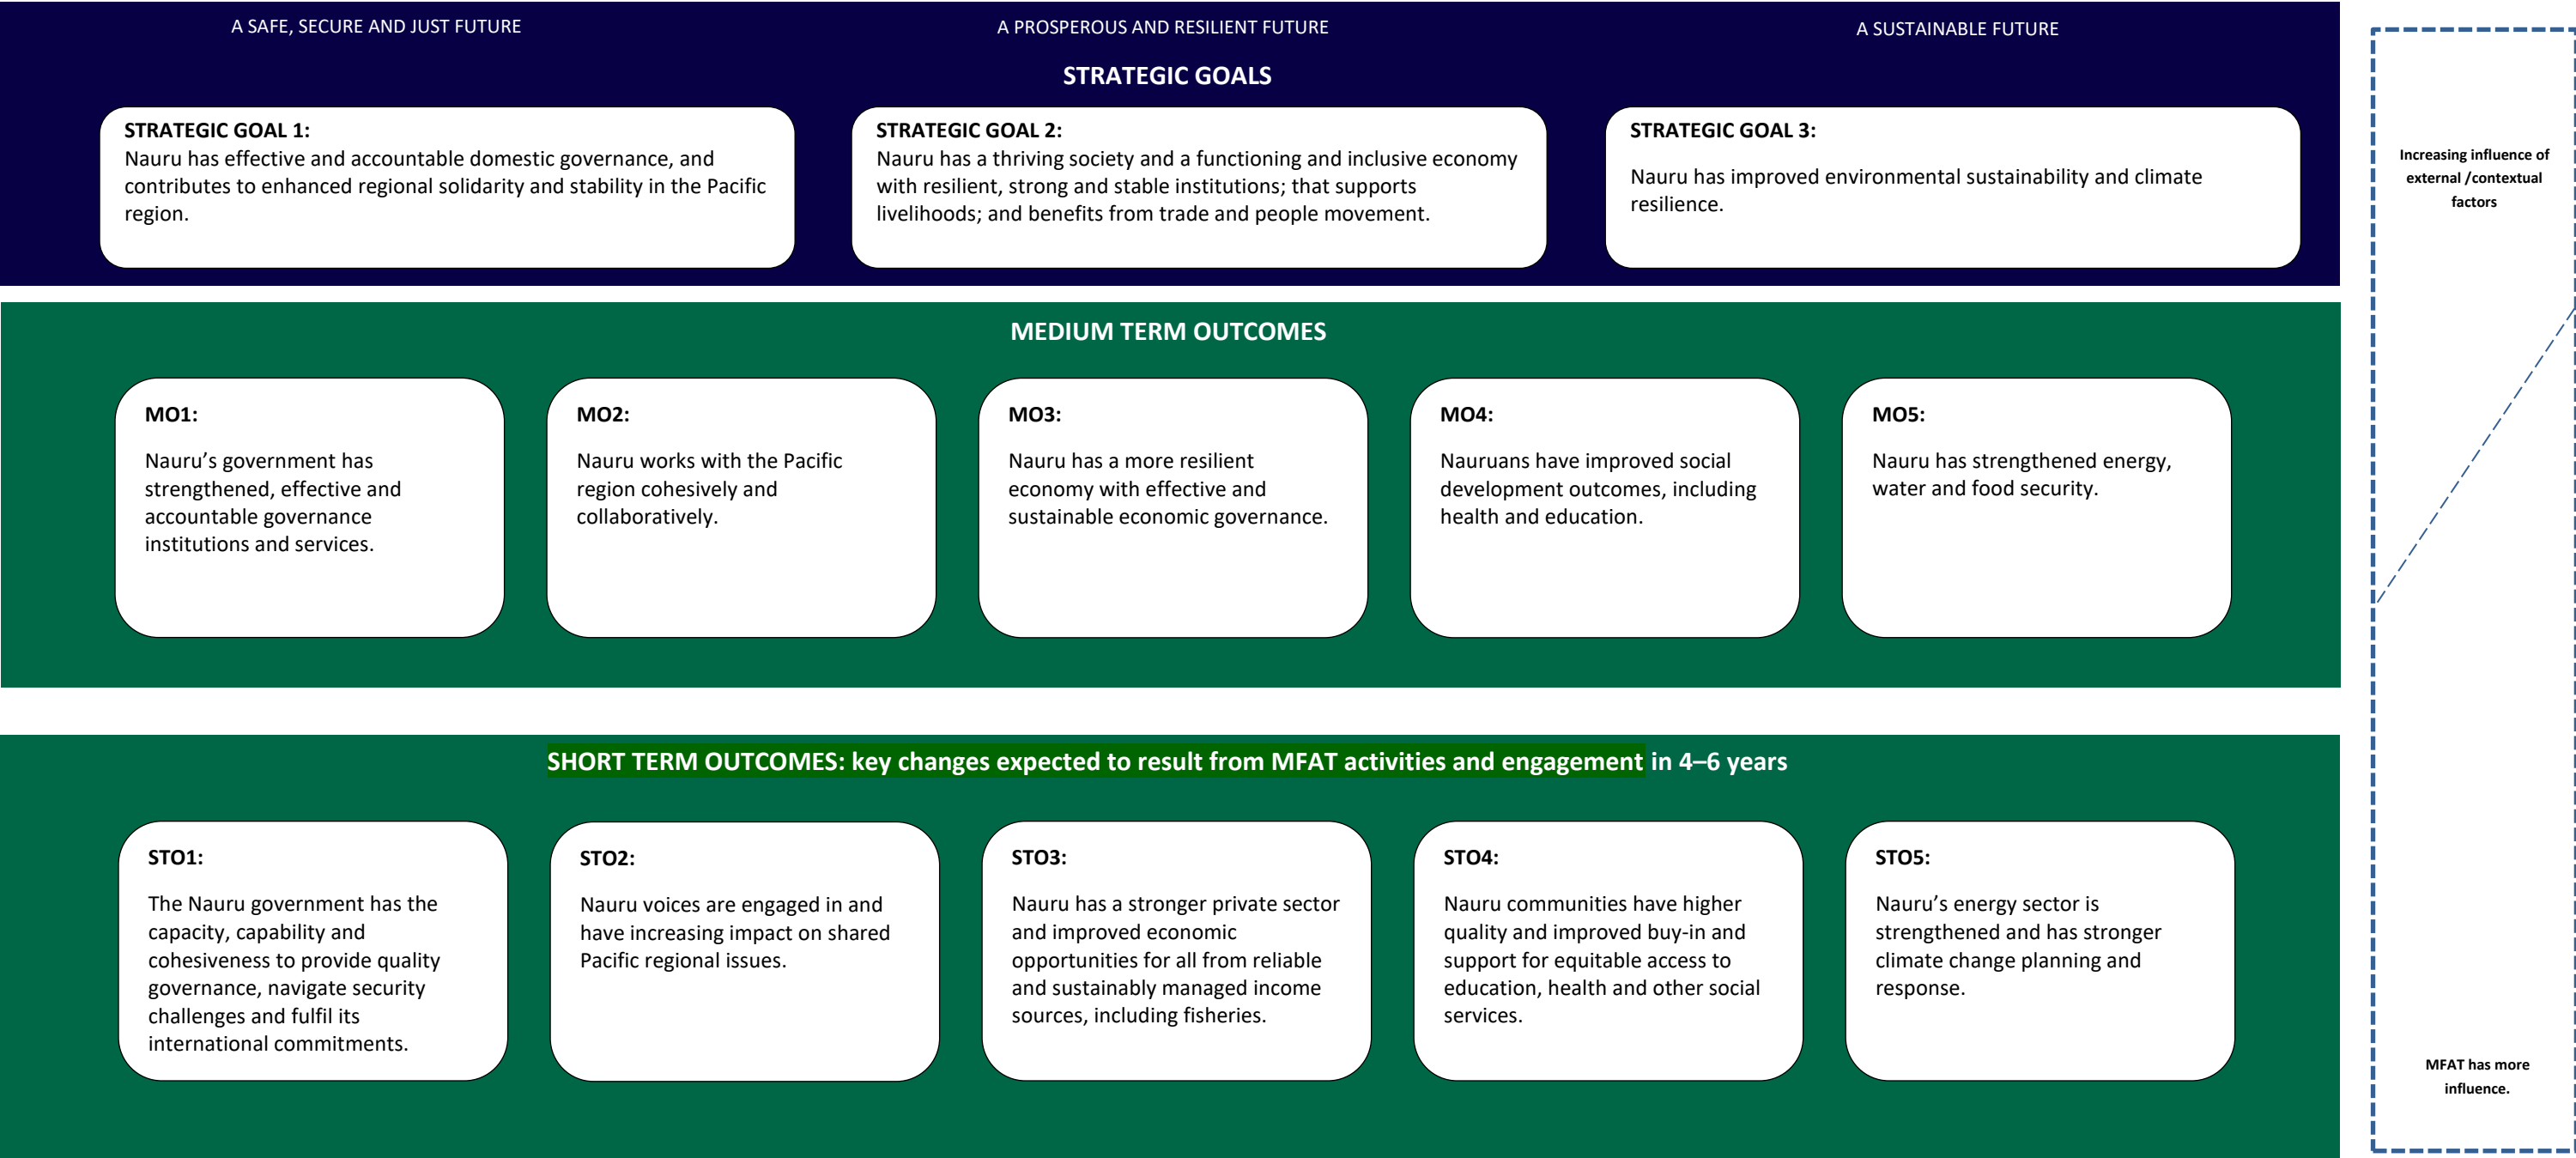 A SAFE, SECURE AND JUST FUTURE
A PROSPEROUS AND RESILIENT FUTURE
A SUSTAINABLE FUTURE
STRATEGIC GOALS
STRATEGIC GOAL 1:
Nauru has effective and accountable domestic governance, and
contributes to enhanced regional solidarity and stability in the Pacific
region.
STRATEGIC GOAL 2:
Nauru has a thriving society and a functioning and inclusive economy
with resilient, strong and stable institutions; that supports
livelihoods; and benefits from trade and people movement.
STRATEGIC GOAL 3:
Nauru has improved environmental sustainability and climate
resilience.
Increasing influence of
external /contextual
factors
MEDIUM TERM OUTCOMES
MO1:
Nauru’s government has
strengthened, effective and
accountable governance
institutions and services.
MO2:
Nauru works with the Pacific
region cohesively and
collaboratively.
MO3:
Nauru has a more resilient
economy with effective and
sustainable economic governance.
MO4:
Nauruans have improved social
development outcomes, including
health and education.
MO5:
Nauru has strengthened energy,
water and food security.
SHORT TERM OUTCOMES: key changes expected to result from MFAT activities and engagement in 4–6 years
STO1:
The Nauru government has the
capacity, capability and
cohesiveness to provide quality
governance, navigate security
challenges and fulfil its
international commitments.
STO2:
Nauru voices are engaged in and
have increasing impact on shared
Pacific regional issues.
STO3:
Nauru has a stronger private sector
and improved economic
opportunities for all from reliable
and sustainably managed income
sources, including fisheries.
STO4:
Nauru communities have higher
quality and improved buy-in and
support for equitable access to
education, health and other social
services.
STO5:
Nauru’s energy sector is
strengthened and has stronger
climate change planning and
response.
MFAT has more
influence.